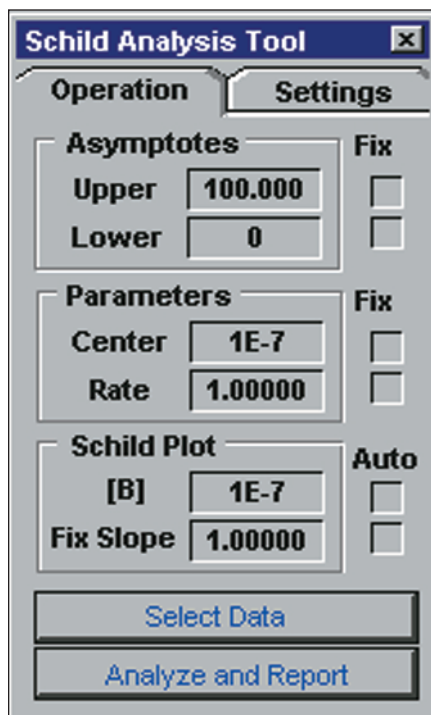 Schild Analysis Tool
Operation Settings
Asymptotes Fix
Upper 100.000
Lower 0
Parameters Fix
Center 1E-7
Rate 1.00000
Schild Plot Auto
[B] 1E-7
Fix Slope 1.00000
Select Data
Analyze and Report